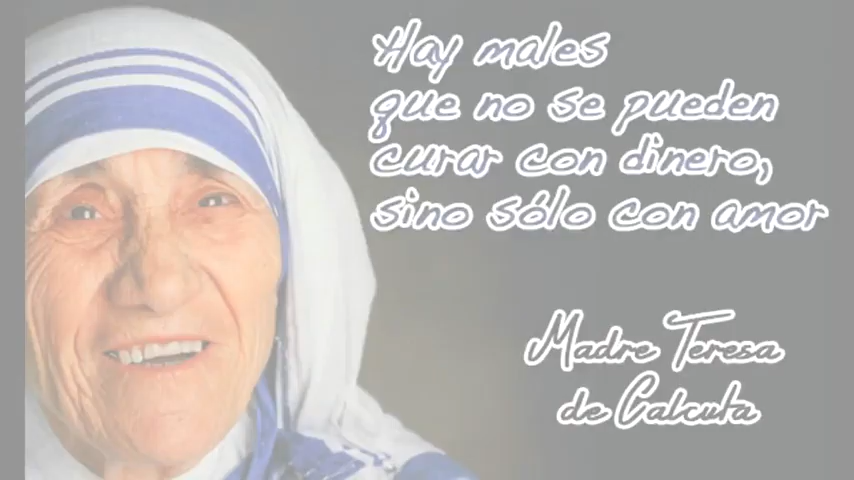 Hay males
que no se pueden
curar con dinero,
sino sólo con amor
Madre Teresa
de Calcuta